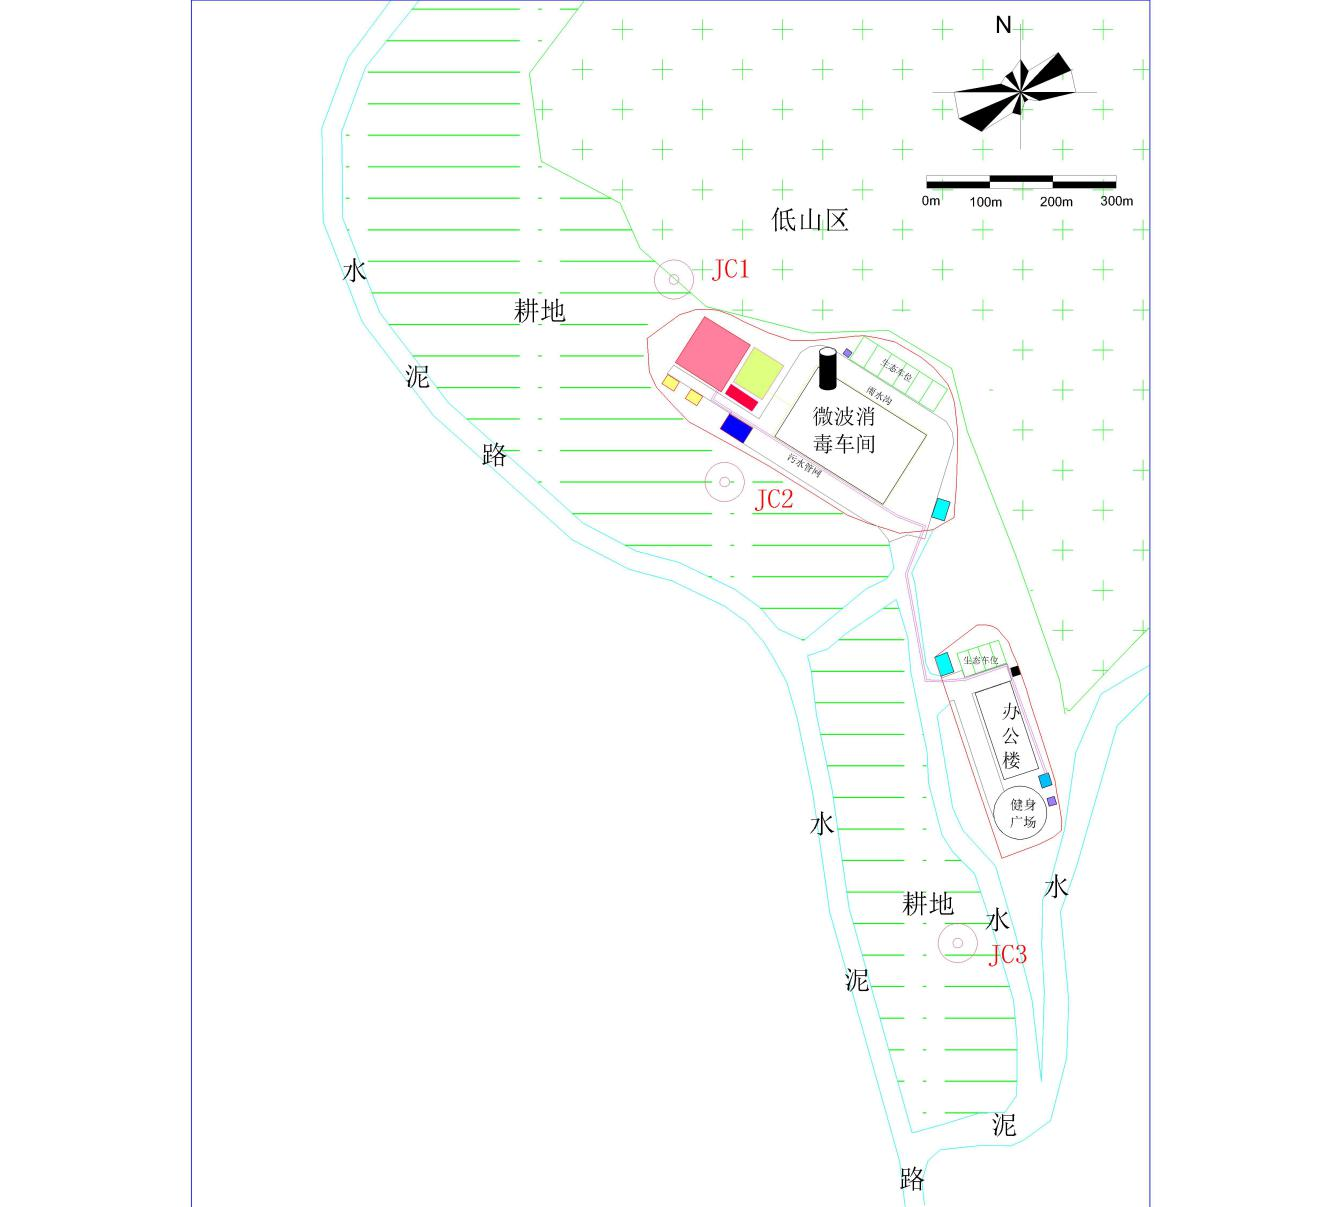 N
0m 100m 200m 300m
低山区
JC1
水
耕地
生态车位
泥
雨水沟
微波消
毒车间
路
污水管网
JC2
生态车位
办
公
楼
健身
广场
水
水
耕地
水
JC3
泥
泥
路